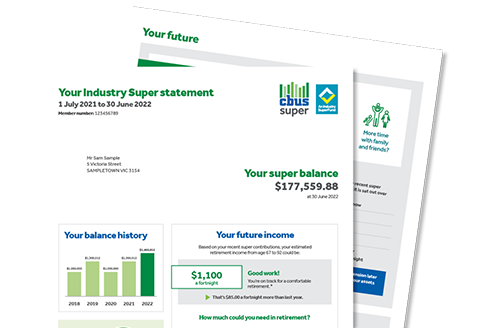 Your future
Your Industry Super statement
1 July 2021 to 30 June 2022
Member number: 123456789
cbus
super
Mr Sam Sample
5 Victoria Street
SAMPLETOWN VIC 3154
Your super balance
$177,559.88
at 30 June 2022
More time
with family
and friends?
Your balance history
2018 2019 2020 2021 2022
Your future income
Based on your recent super contributions, your estimated
retirement income from age 67 to 92 could be:
$1,100
a fortnight
Good work!
You're on track for a comfortable
retirement.*
That's $85.00 a fortnight more than last year.
How much could you need in retirement?